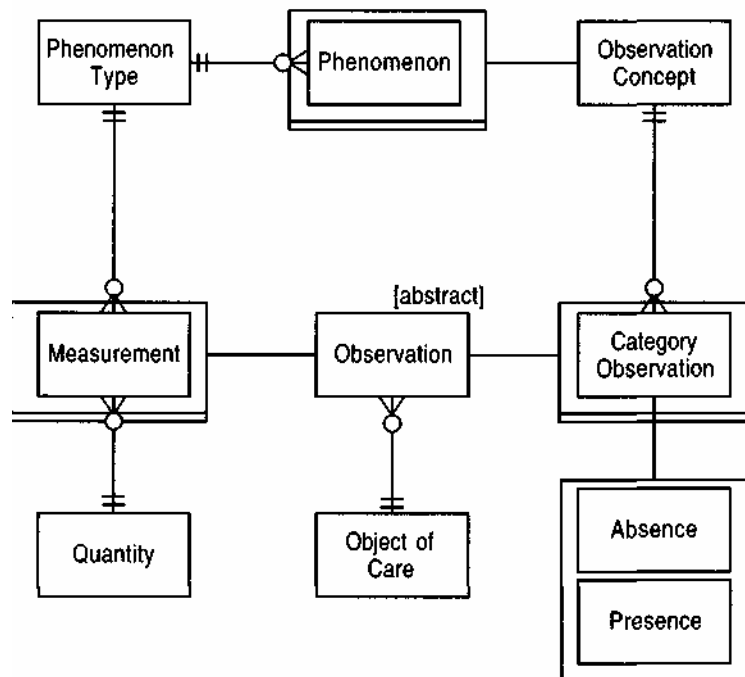 Phenomenon
Type
Phenomenon
Observation
Concept
[abstract]
Measurement
Observation
Category
Observation
Quantity
Object of
Care
Absence
Presence